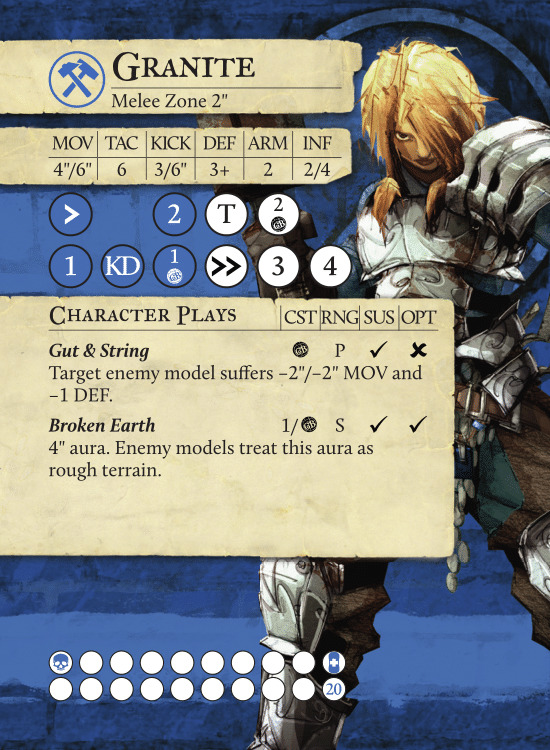 Granite
Melee Zone 2"
MOV TAC KICK DEF ARM INF
4"/6" 6 3/6" 3+ 2 2/4
> 2 T 2 GB
1 KD 1 GB >> 3 4
Character Plays CST RNG SUS OPT
Gut & String GB P ✓ ✗
Target enemy model suffers –2"/–2" MOV and
–1 DEF.
Broken Earth 1/GB S ✓ ✓
4" aura. Enemy models treat this aura as
rough terrain.
20